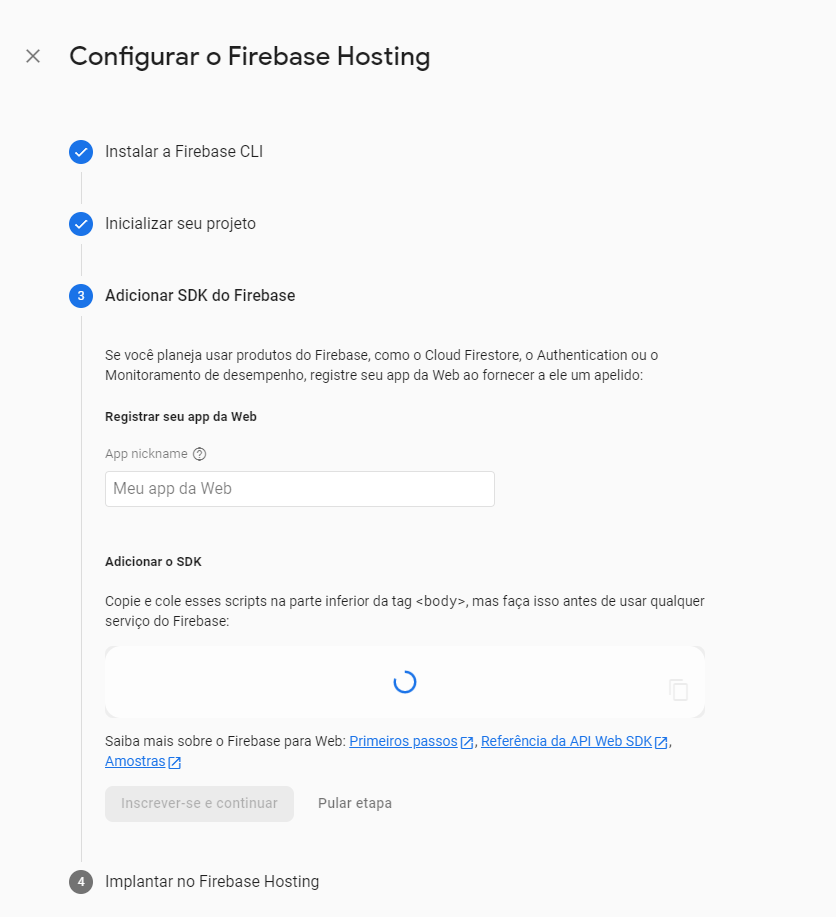 Configurar o Firebase Hosting
Instalar a Firebase CLI
Inicializar seu projeto
3 Adicionar SDK do Firebase
Se você planeja usar produtos do Firebase, como o Cloud Firestore, o Authentication ou o
Monitoramento de desempenho, registre seu app da Web ao fornecer a ele um apelido:
Registrar seu app da Web
App nickname ?
Meu app da Web
Adicionar o SDK
Copie e cole esses scripts na parte inferior da tag <body>, mas faça isso antes de usar qualquer
serviço do Firebase:
Saiba mais sobre o Firebase para Web: Primeiros passos, Referência da API Web SDK,
Amostras
Inscrever-se e continuar Pular etapa
4 Implantar no Firebase Hosting